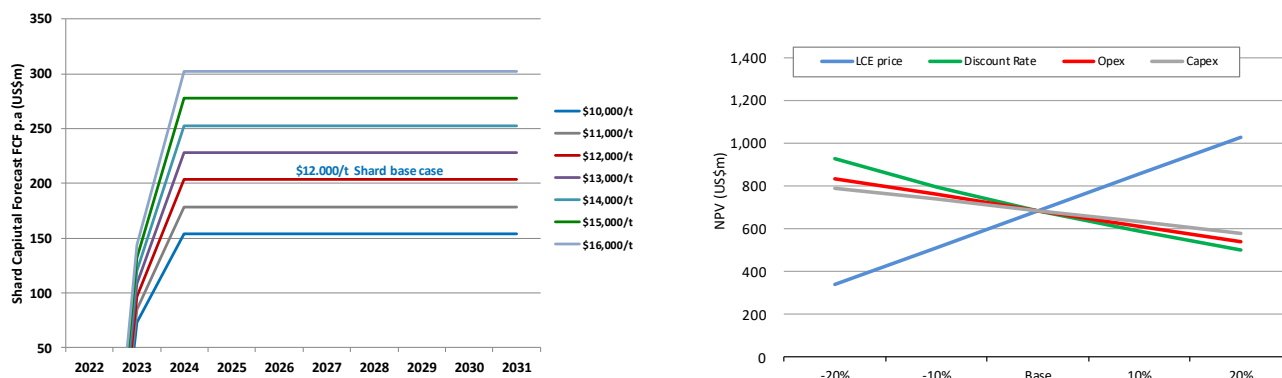 350
300
250
200
150
100
50
Shard Capiutal Forecast FCF p.a (US$m)
$12.000/t Shard base case
2022 2023 2024 2025 2026 2027 2028 2029 2030 2031
$10,000/t
$11,000/t
$12,000/t
$13,000/t
$14,000/t
$15,000/t
$16,000/t
1,400
1,200
1,000
800
600
400
200
0
NPV (US$m)
LCE price Discount Rate Opex Capex
-20% -10% Base 10% 20%